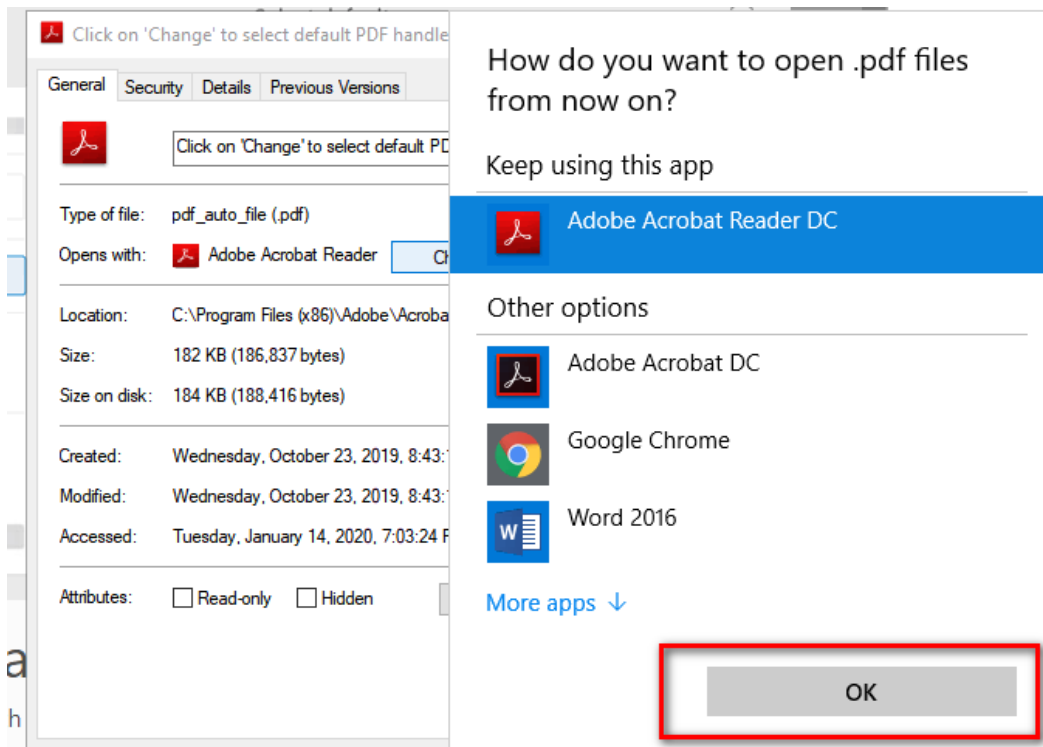 Click on 'Change' to select default PDF handle
General Security Details Previous Versions
Click on 'Change' to select default PD
Type of file: pdf_auto_file (.pdf)
Opens with: Adobe Acrobat Reader
Location: C:\Program Files (x86)\Adobe\Acroba
Size: 182 KB (186,837 bytes)
Size on disk: 184 KB (188,416 bytes)
Created: Wednesday, October 23, 2019, 8:43:
Modified: Wednesday, October 23, 2019, 8:43:
Accessed: Tuesday, January 14, 2020, 7:03:24
Attributes: Read-only Hidden
How do you want to open .pdf files
from now on?
Keep using this app
Adobe Acrobat Reader DC
Other options
Adobe Acrobat DC
Google Chrome
Word 2016
More apps
OK